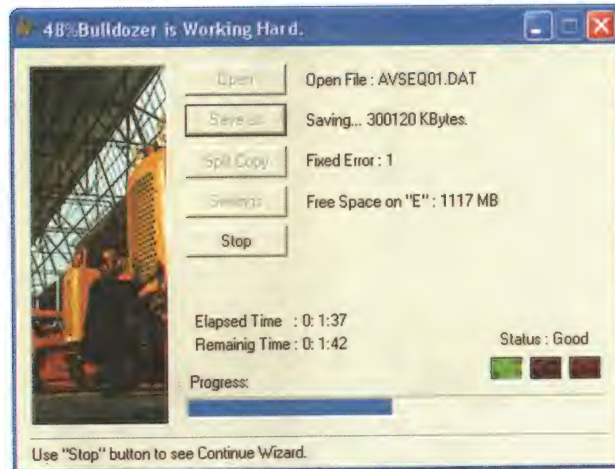 48%Bulldozer is Working Hard.
Open
Open File : AVSEQ01.DAT
Save as
Saving... 300120 KBytes.
Split Copy
Fixed Error : 1
Settings
Free Space on "E" : 1117 MB
Stop
Elapsed Time : 0: 1:37
Remainig Time : 0: 1:42
Status : Good
Progress:
Use "Stop" button to see Continue Wizard.